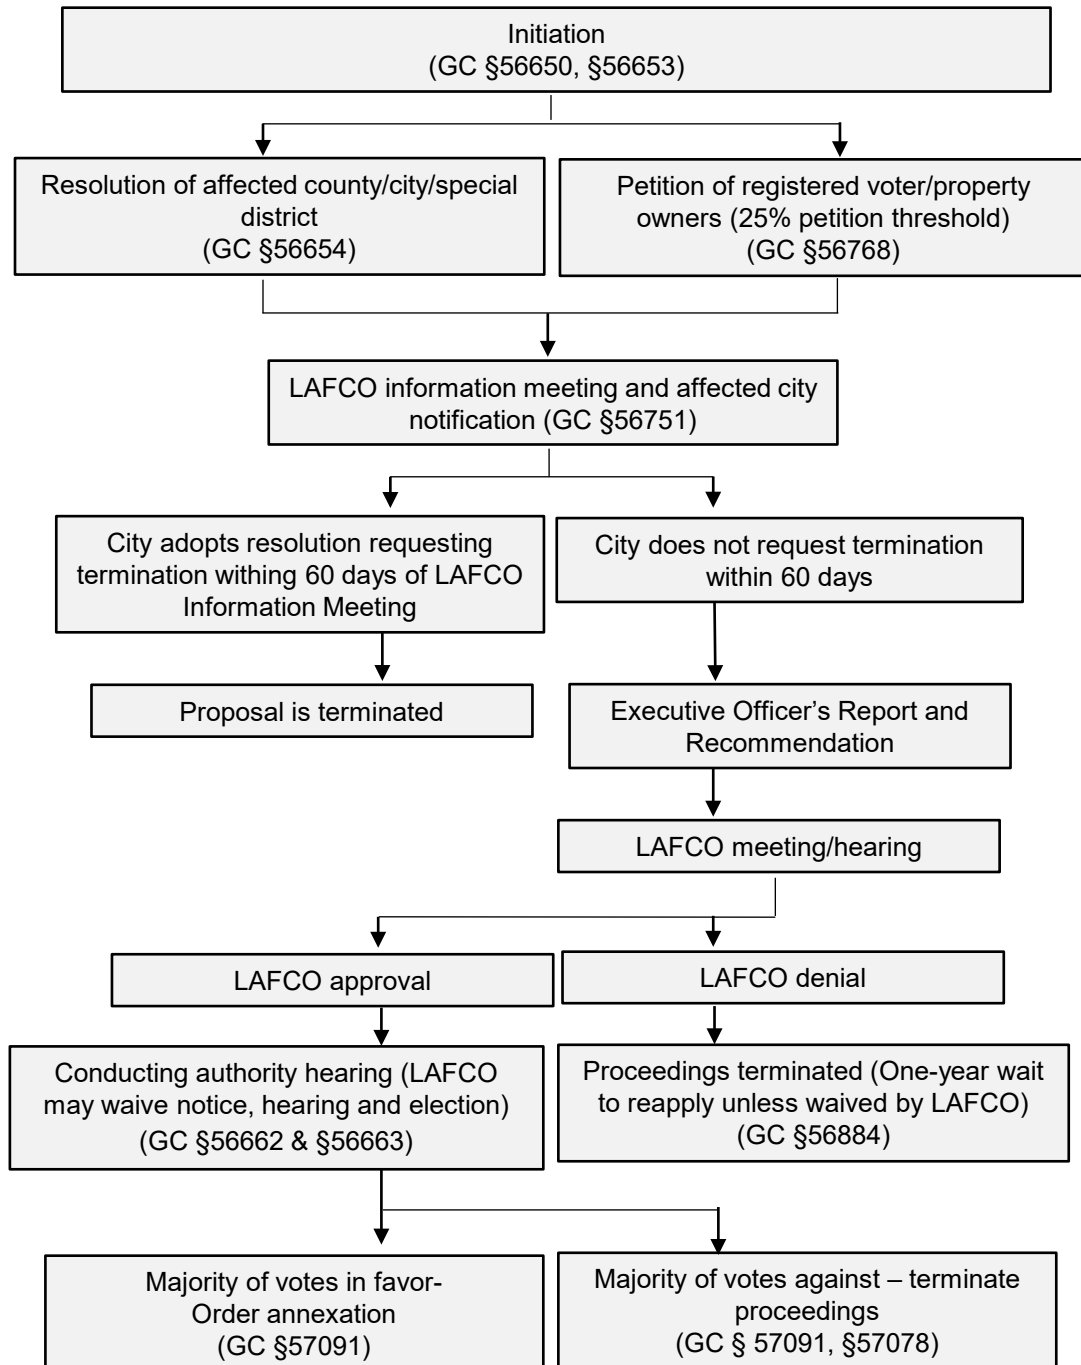 Initiation
(GC §56650, §56653)
Resolution of affected county/city/special
district
(GC §56654)
Petition of registered voter/property
owners (25% petition threshold)
(GC §56768)
LAFCO information meeting and affected city
notification (GC §56751)
City adopts resolution requesting
termination withing 60 days of LAFCO
Information Meeting
City does not request termination
within 60 days
Proposal is terminated
Executive Officer’s Report and
Recommendation
LAFCO meeting/hearing
LAFCO approval
LAFCO denial
Conducting authority hearing (LAFCO
may waive notice, hearing and election)
(GC §56662 & §56663)
Proceedings terminated (One-year wait
to reapply unless waived by LAFCO)
(GC §56884)
Majority of votes in favor-
Order annexation
(GC §57091)
Majority of votes against – terminate
proceedings
(GC § 57091, §57078)